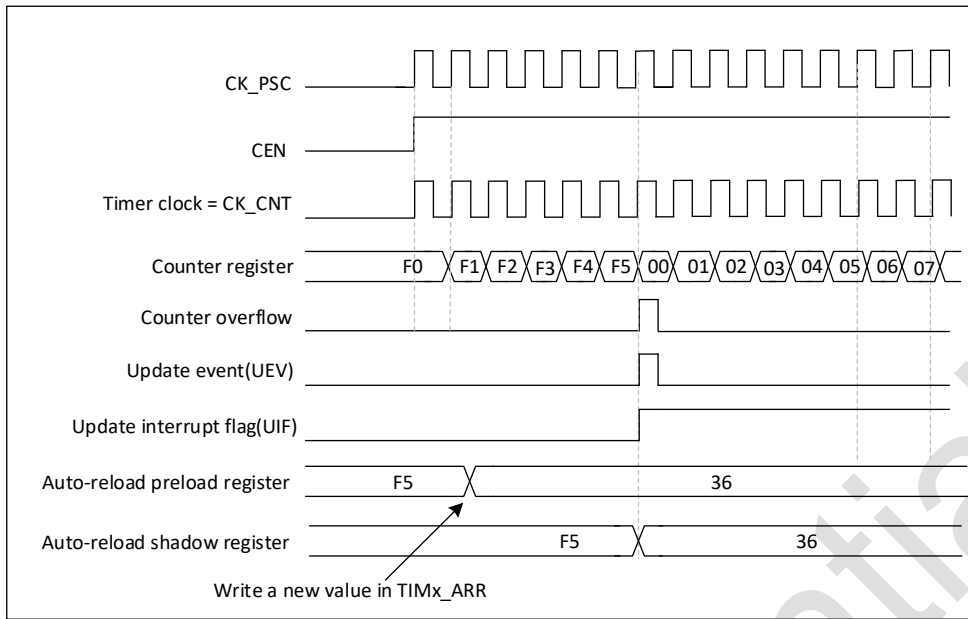 CK_PSC
CEN
Timer clock = CK_CNT
Counter register F0 F1 F2 F3 F4 F5 00 01 02 03 04 05 06 07
Counter overflow
Update event(UEV)
Update interrupt flag(UIF)
Auto-reload preload register F5 36
Auto-reload shadow register F5 36
Write a new value in TIMx_ARR